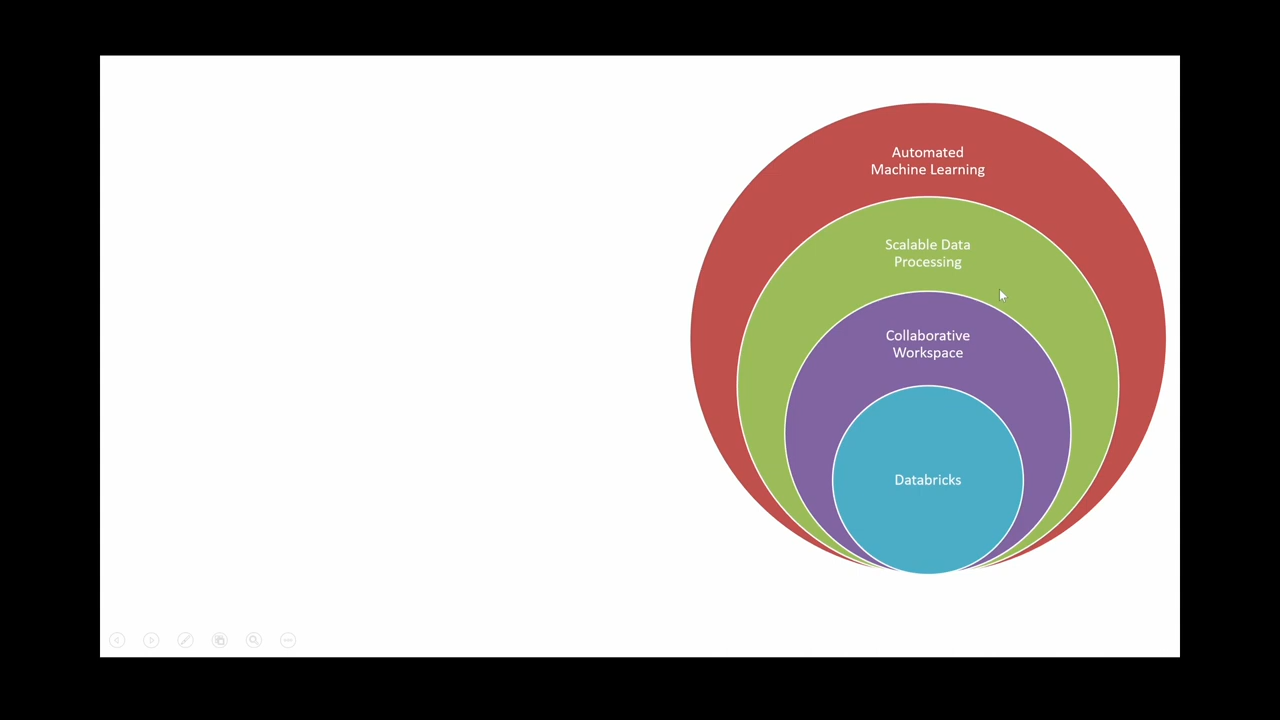 Automated
Machine Learning
Scalable Data
Processing
Collaborative
Workspace
Databricks